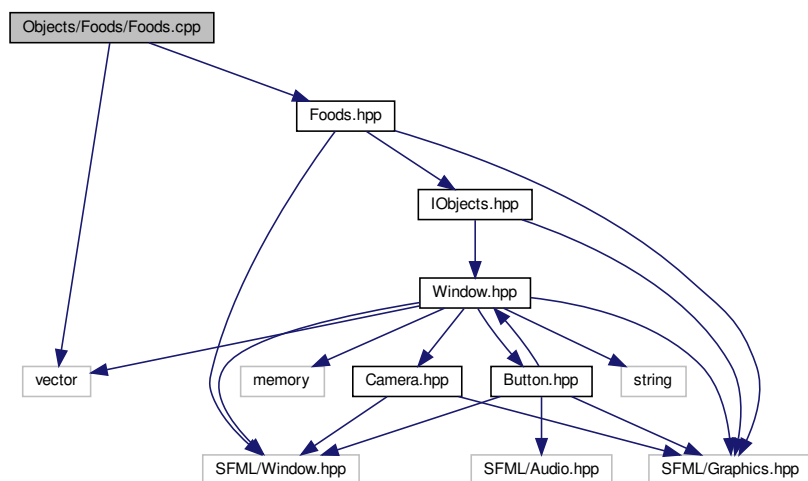 Objects/Foods/Foods.cpp
Foods.hpp
IObjects.hpp
Window.hpp
vector
memory
Camera.hpp
Button.hpp
string
SFML/Window.hpp
SFML/Audio.hpp
SFML/Graphics.hpp